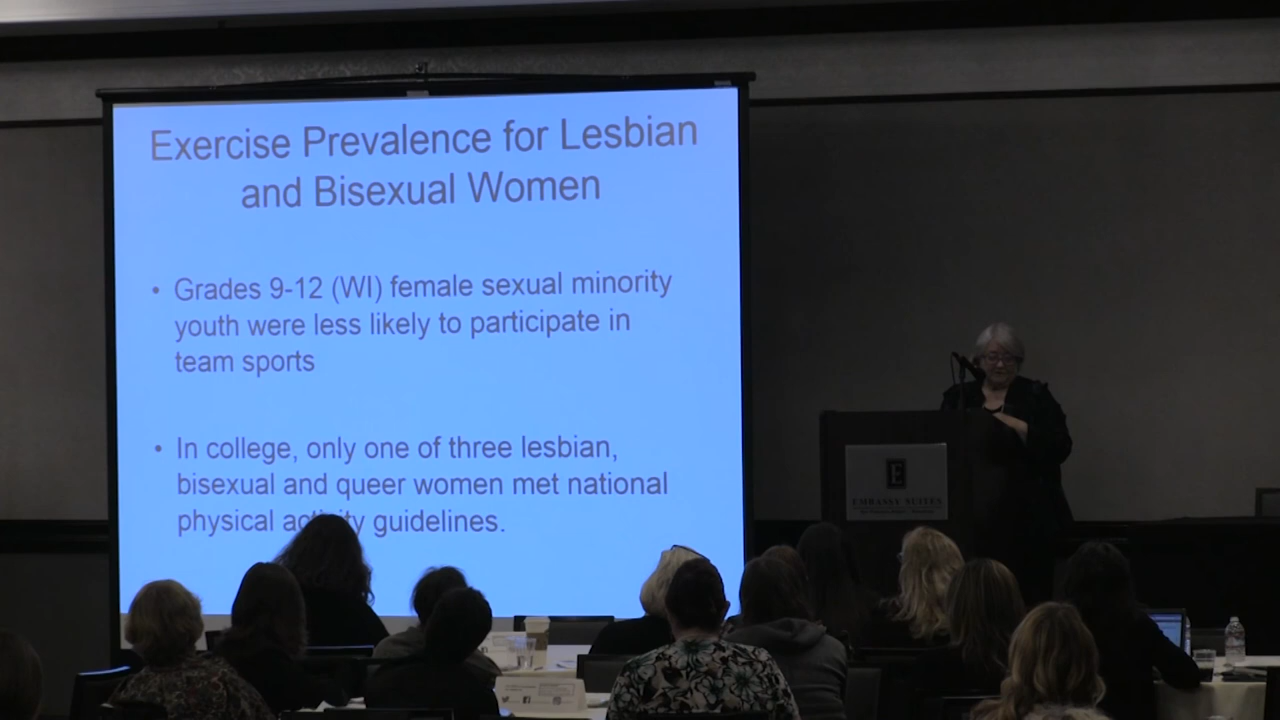 Exercise Prevalence for Lesbian
and Bisexual Women
• Grades 9-12 (WI) female sexual minority
youth were less likely to participate in
team sports
• In college, only one of three lesbian,
bisexual and queer women met national
physical activity guidelines.
E
EMBASSY SUITES